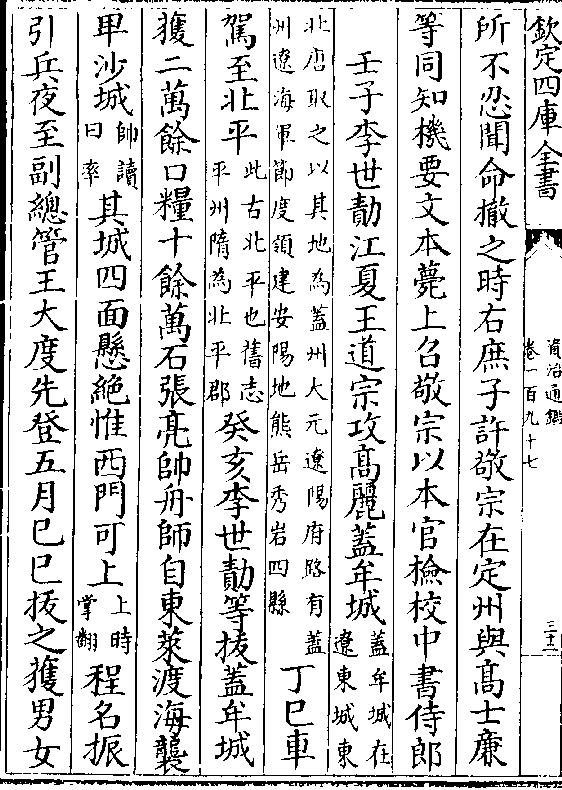 欽定四庫全書
資治通鑑
卷一百九十七
三十二
所不忍聞命撤之時右庶子許敬宗在定州與高士廉
等同知機要文本薨上召敬宗以本官檢校中書侍郎
壬子李世勣江夏王道宗攻高麗蓋牟城
蓋牟城在
遼東城東
北唐取之以其地為蓋州大元遼陽府路有蓋
州遼海軍節度領建安陽地熊岳秀岩四縣
丁巳車
駕至北平
此古北平也舊志
平州隋為北平郡
癸亥李世勣等拔蓋牟城
獲二萬餘口糧十餘萬石張亮帥舟師自東萊渡海襲
卑沙城
帥讀
曰率
其城四面懸絶惟西門可上
上時
掌翻
程名振
引兵夜至副總管王大度先登五月己巳拔之獲男女